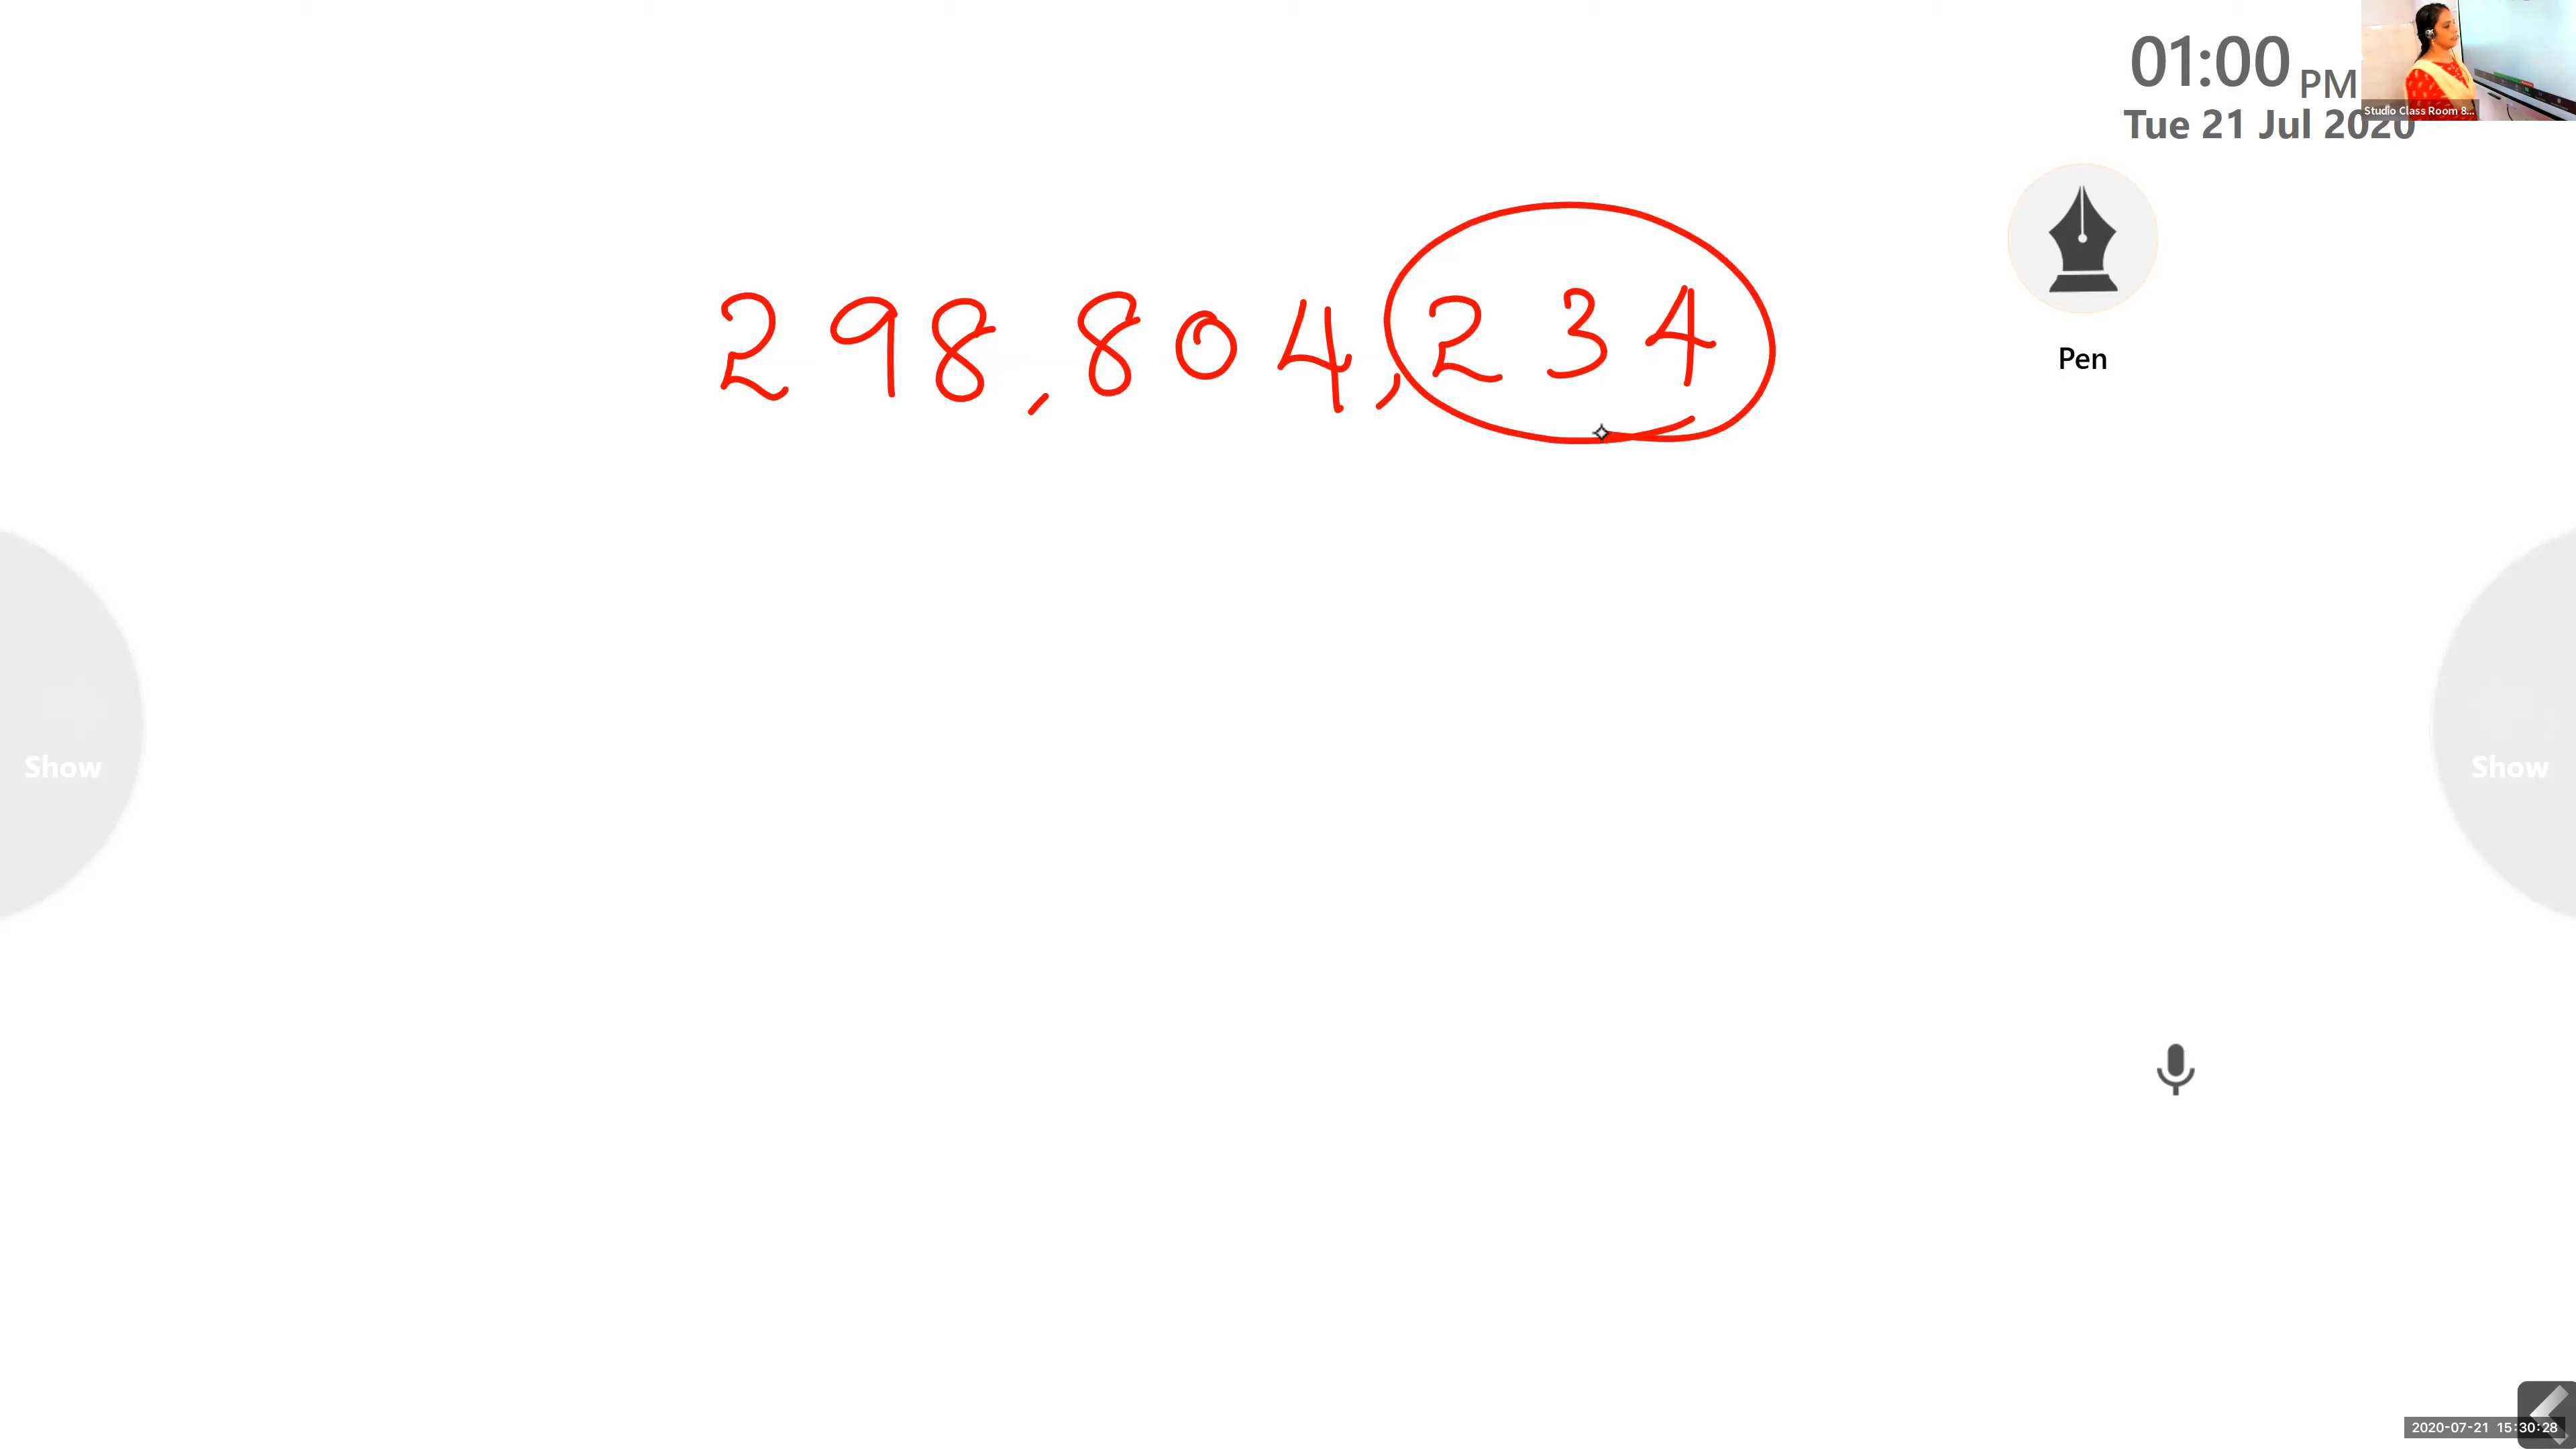 01:00 PM
Studio Class Room 8...
Tue 21 Jul 2020
298,804,234
Pen
Show
Show
2020-07-21 15:30:28